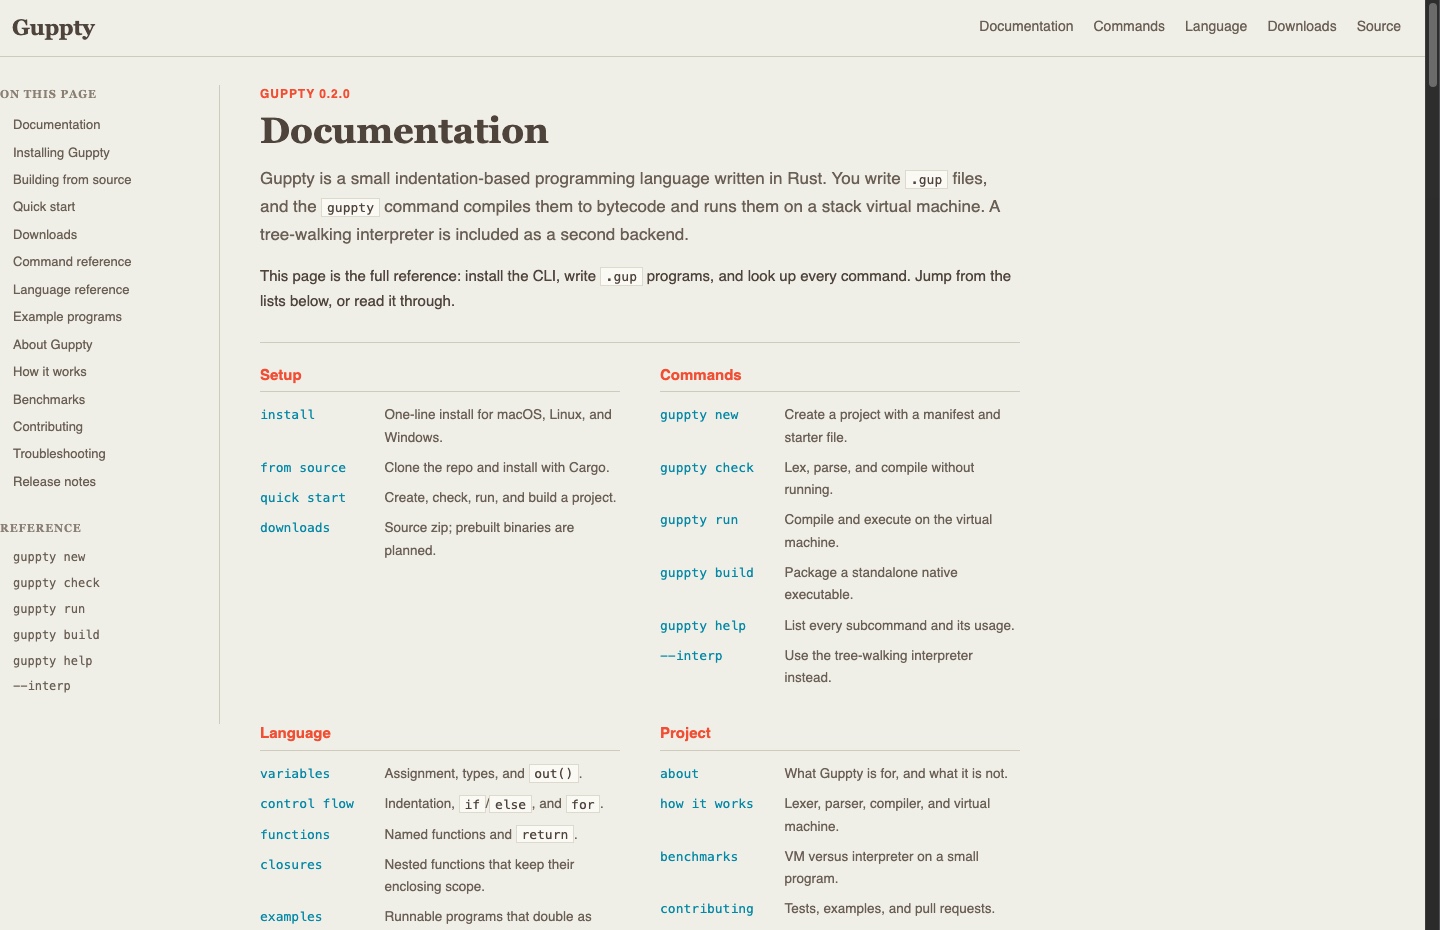 Guppty
Documentation Commands Language Downloads Source
ON THIS PAGE
Documentation
Installing Guppty
Building from source
Quick start
Downloads
Command reference
Language reference
Example programs
About Guppty
How it works
Benchmarks
Contributing
Troubleshooting
Release notes
REFERENCE
guppty new
guppty check
guppty run
guppty build
guppty help
--interp
GUPPTY 0.2.0
Documentation
Guppty is a small indentation-based programming language written in Rust. You write .gup files,
and the guppty command compiles them to bytecode and runs them on a stack virtual machine. A
tree-walking interpreter is included as a second backend.
This page is the full reference: install the CLI, write .gup programs, and look up every command. Jump from the
lists below, or read it through.
Setup
install One-line install for macOS, Linux, and
Windows.
from source Clone the repo and install with Cargo.
quick start Create, check, run, and build a project.
downloads Source zip; prebuilt binaries are
planned.
Commands
guppty new Create a project with a manifest and
starter file.
guppty check Lex, parse, and compile without
running.
guppty run Compile and execute on the virtual
machine.
guppty build Package a standalone native
executable.
guppty help List every subcommand and its usage.
--interp Use the tree-walking interpreter
instead.
Language
variables Assignment, types, and out().
control flow Indentation, if/else, and for.
functions Named functions and return.
closures Nested functions that keep their
enclosing scope.
examples Runnable programs that double as
Project
about What Guppty is for, and what it is not.
how it works Lexer, parser, compiler, and virtual
machine.
benchmarks VM versus interpreter on a small
program.
contributing Tests, examples, and pull requests.